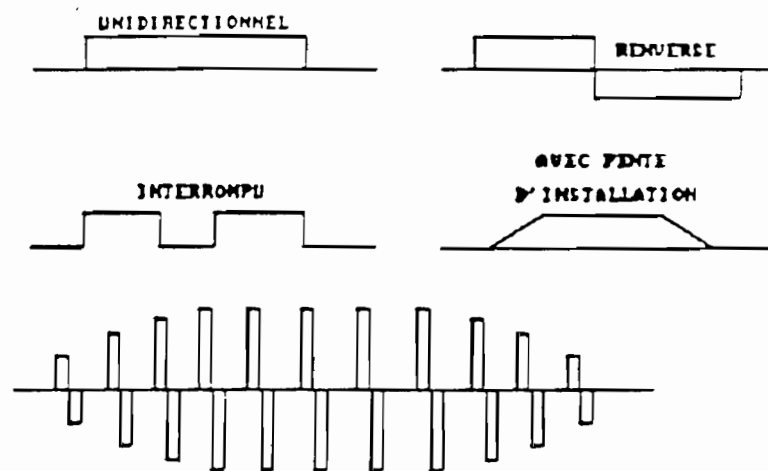 UNIDIRECTIONNEL
RENVERSE
INTERROMPU
AVEC PENTE
D'INSTALLATION